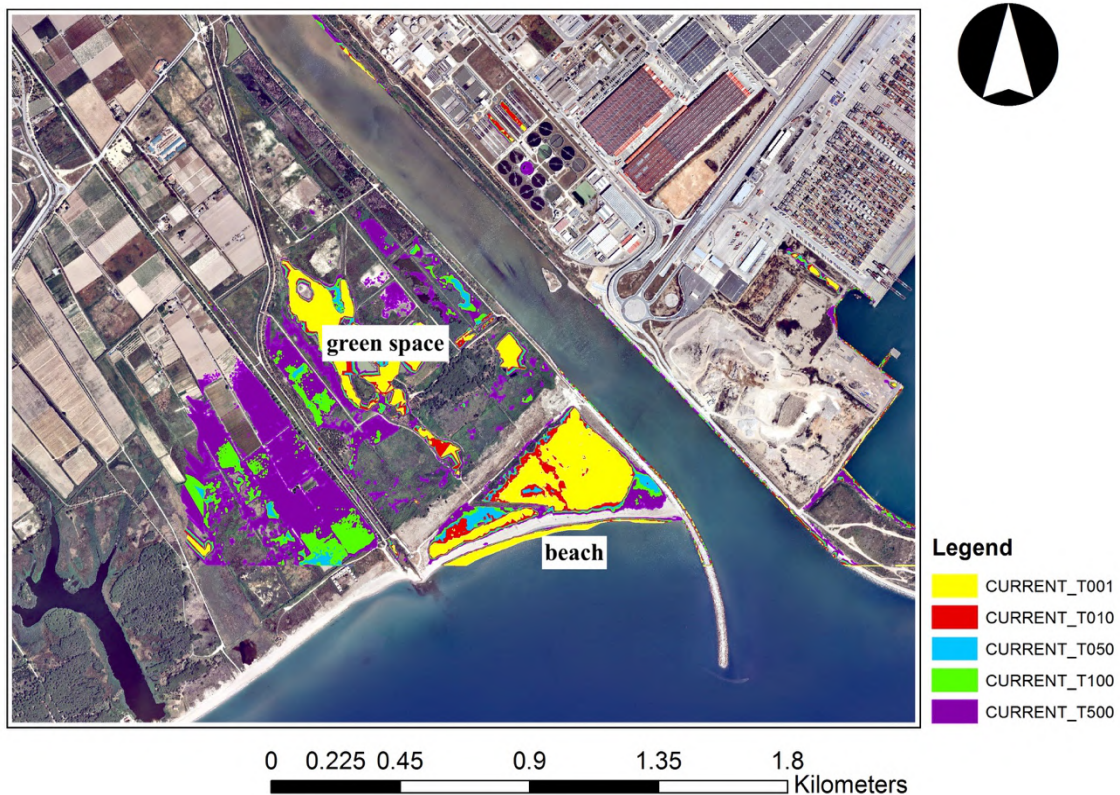 green space
beach
Legend
CURRENT_T001
CURRENT_T010
CURRENT_T050
CURRENT_T100
CURRENT_T500
0 0.225 0.45 0.9 1.35 1.8
Kilometers